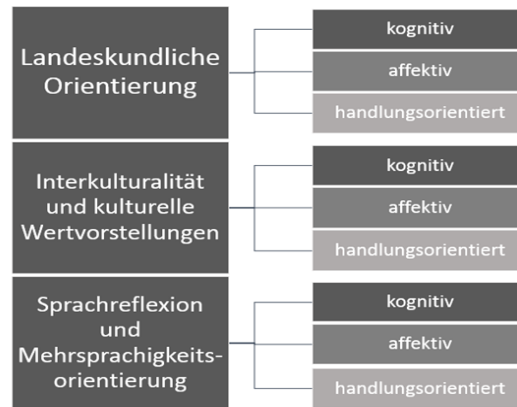 Landeskundliche
Orientierung
kognitiv
affektiv
handlungsorientiert
Interkulturalität
und kulturelle
Wertvorstellungen
kognitiv
affektiv
handlungsorientiert
Sprachreflexion
und
Mehrsprachigkeits-
orientierung
kognitiv
affektiv
handlungsorientiert